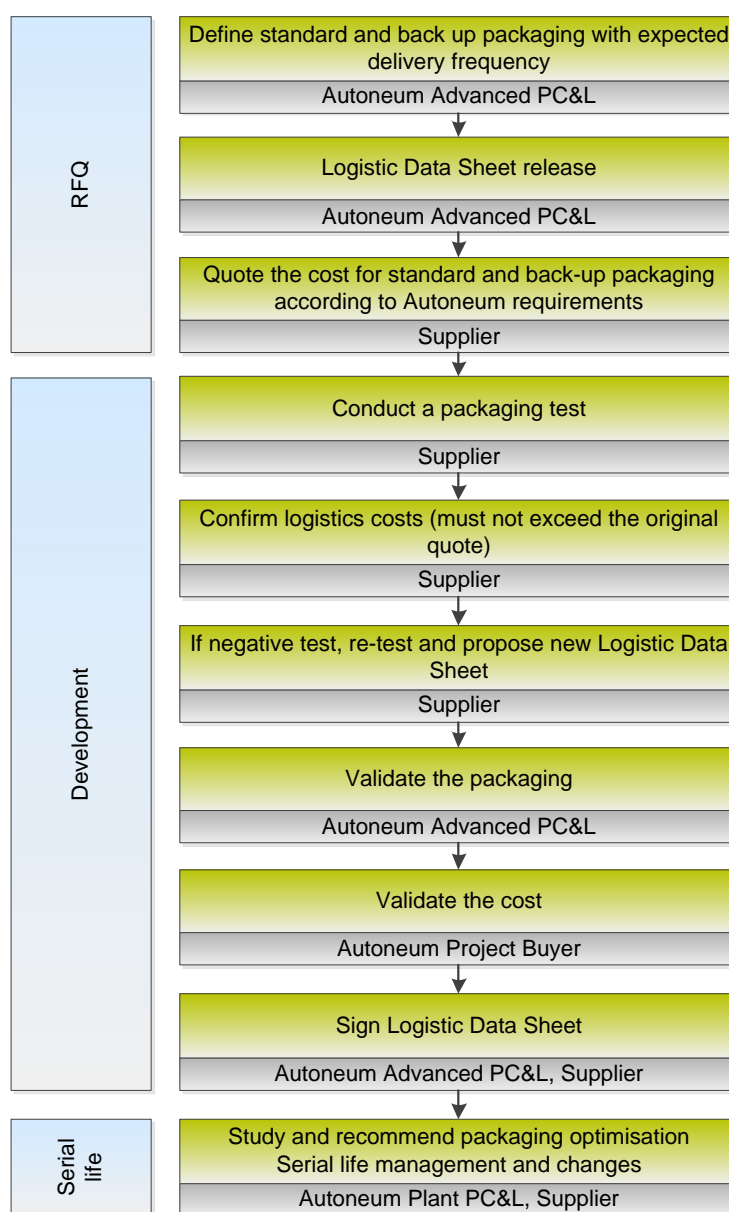 RFQ
Define standard and back up packaging with expected
delivery frequency
Autoneum Advanced PC&L
Logistic Data Sheet release
Autoneum Advanced PC&L
Quote the cost for standard and back-up packaging
according to Autoneum requirements
Supplier
Development
Conduct a packaging test
Supplier
Confirm logistics costs (must not exceed the original
quote)
Supplier
If negative test, re-test and propose new Logistic Data
Sheet
Supplier
Validate the packaging
Autoneum Advanced PC&L
Validate the cost
Autoneum Project Buyer
Sign Logistic Data Sheet
Autoneum Advanced PC&L, Supplier
Serial
life
Study and recommend packaging optimisation
Serial life management and changes
Autoneum Plant PC&L, Supplier